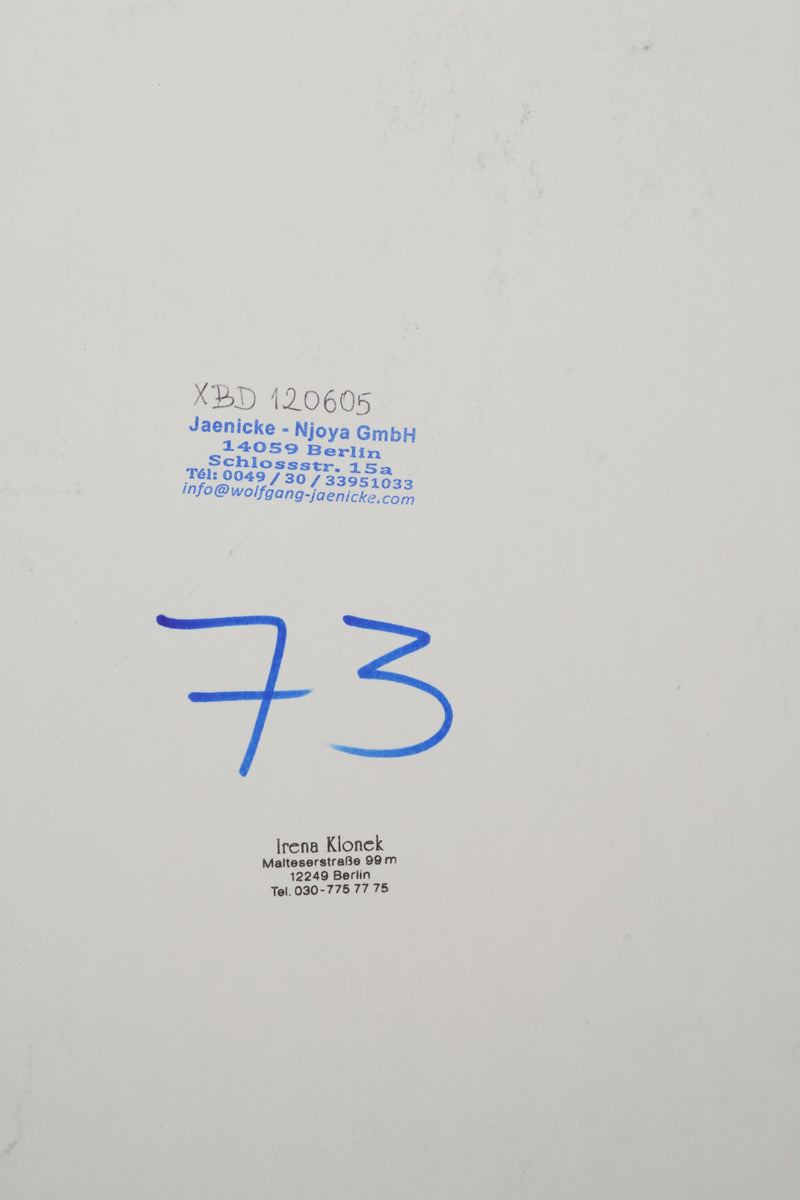 XBD 120605
Jaenicke - Njoya GmbH
14059 Berlin
Schlossstr. 15a
Tél: 0049 / 30 / 33951033
info@wolfgang-jaenicke.com
73
Irena Klonek
Malteserstraße 99 m
12249 Berlin
Tel. 030-775 77 75